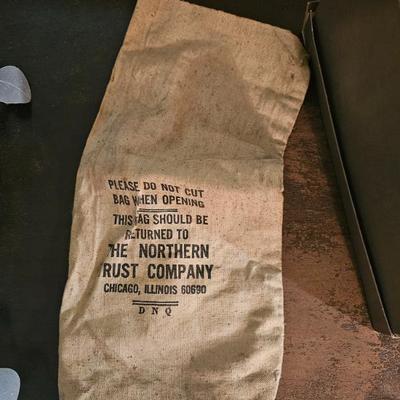 PLEASE DO NOT CUT
BAG WHEN OPENING
THIS BAG SHOULD BE
RETURNED TO
THE NORTHERN
TRUST COMPANY
CHICAGO, ILLINOIS 60690
D N Q